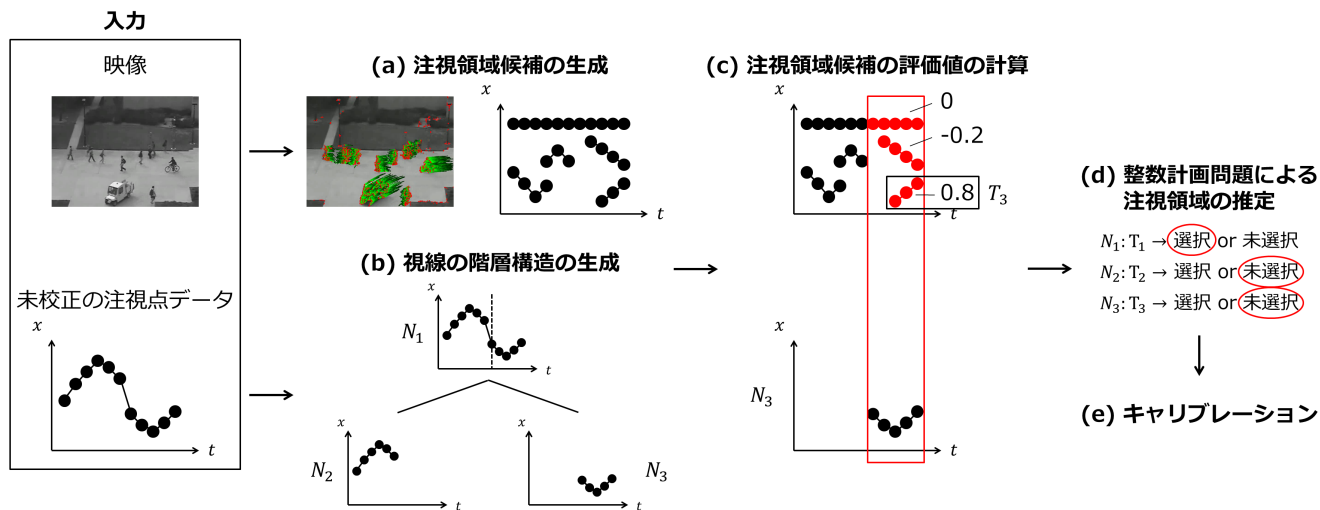 入力
映像
未校正の注視点データ
x
t
(a) 注視領域候補の生成
x
t
(b) 視線の階層構造の生成
x
N₁
t
x
N₂
t
x
N₃
t
(c) 注視領域候補の評価値の計算
x
0
-0.2
0.8
T₃
t
x
N₃
t
(d) 整数計画問題による
注視領域の推定
N₁: T₁ → 選択 or 未選択
N₂: T₂ → 選択 or 未選択
N₃: T₃ → 選択 or 未選択
(e) キャリブレーション